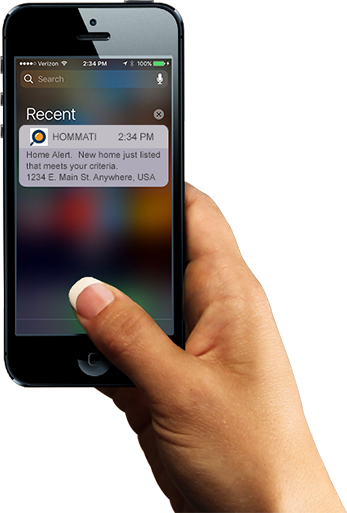 Verizon 2:34 PM 100%
Search
Recent
HOMMATI 2:34 PM
Home Alert. New home just listed
that meets your criteria.
1234 E. Main St. Anywhere, USA